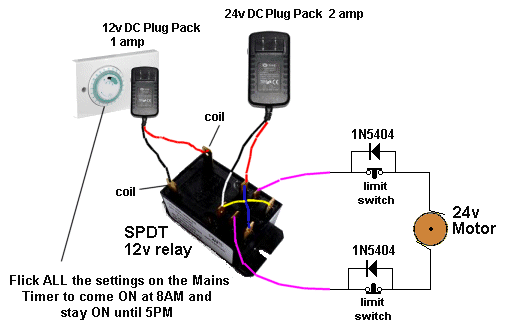 24v DC Plug Pack 2 amp
12v DC Plug Pack
1 amp
coil
1N5404
limit
switch
coil
SPDT
12v relay
24v
Motor
1N5404
limit
switch
Flick ALL the settings on the Mains
Timer to come ON at 8AM and
stay ON until 5PM